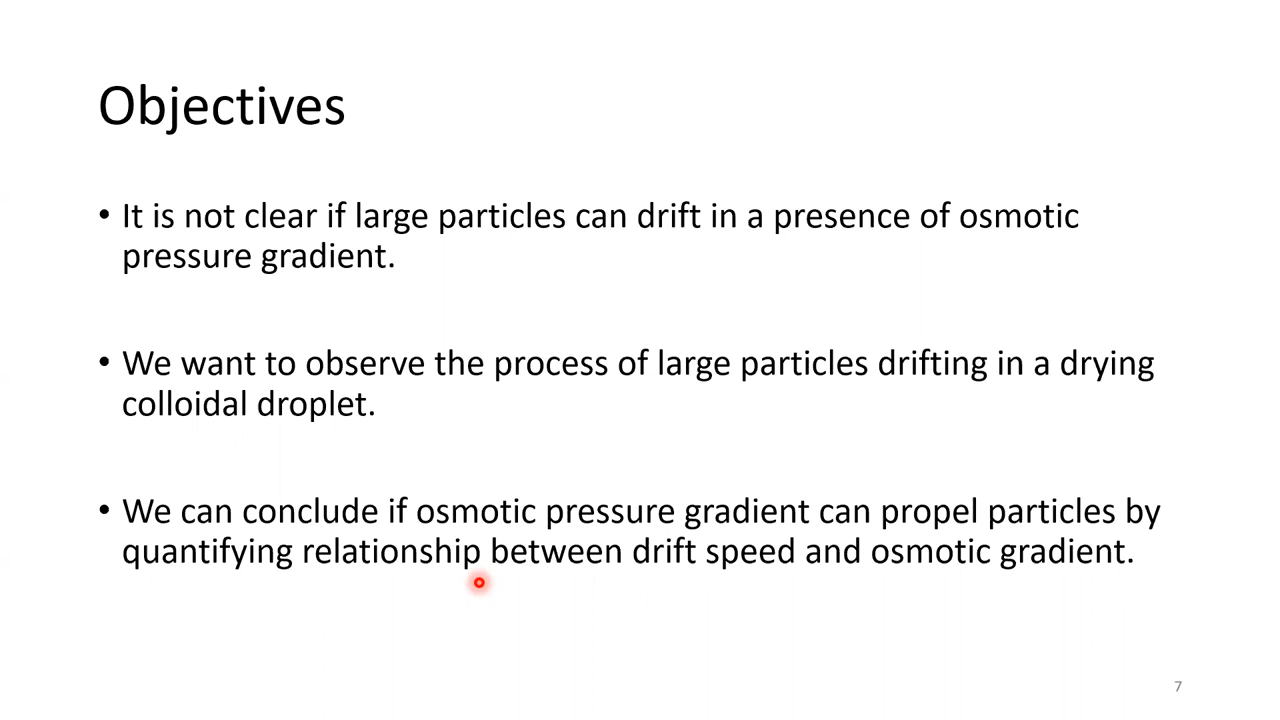 Objectives
• It is not clear if large particles can drift in a presence of osmotic
pressure gradient.
• We want to observe the process of large particles drifting in a drying
colloidal droplet.
• We can conclude if osmotic pressure gradient can propel particles by
quantifying relationship between drift speed and osmotic gradient.
7